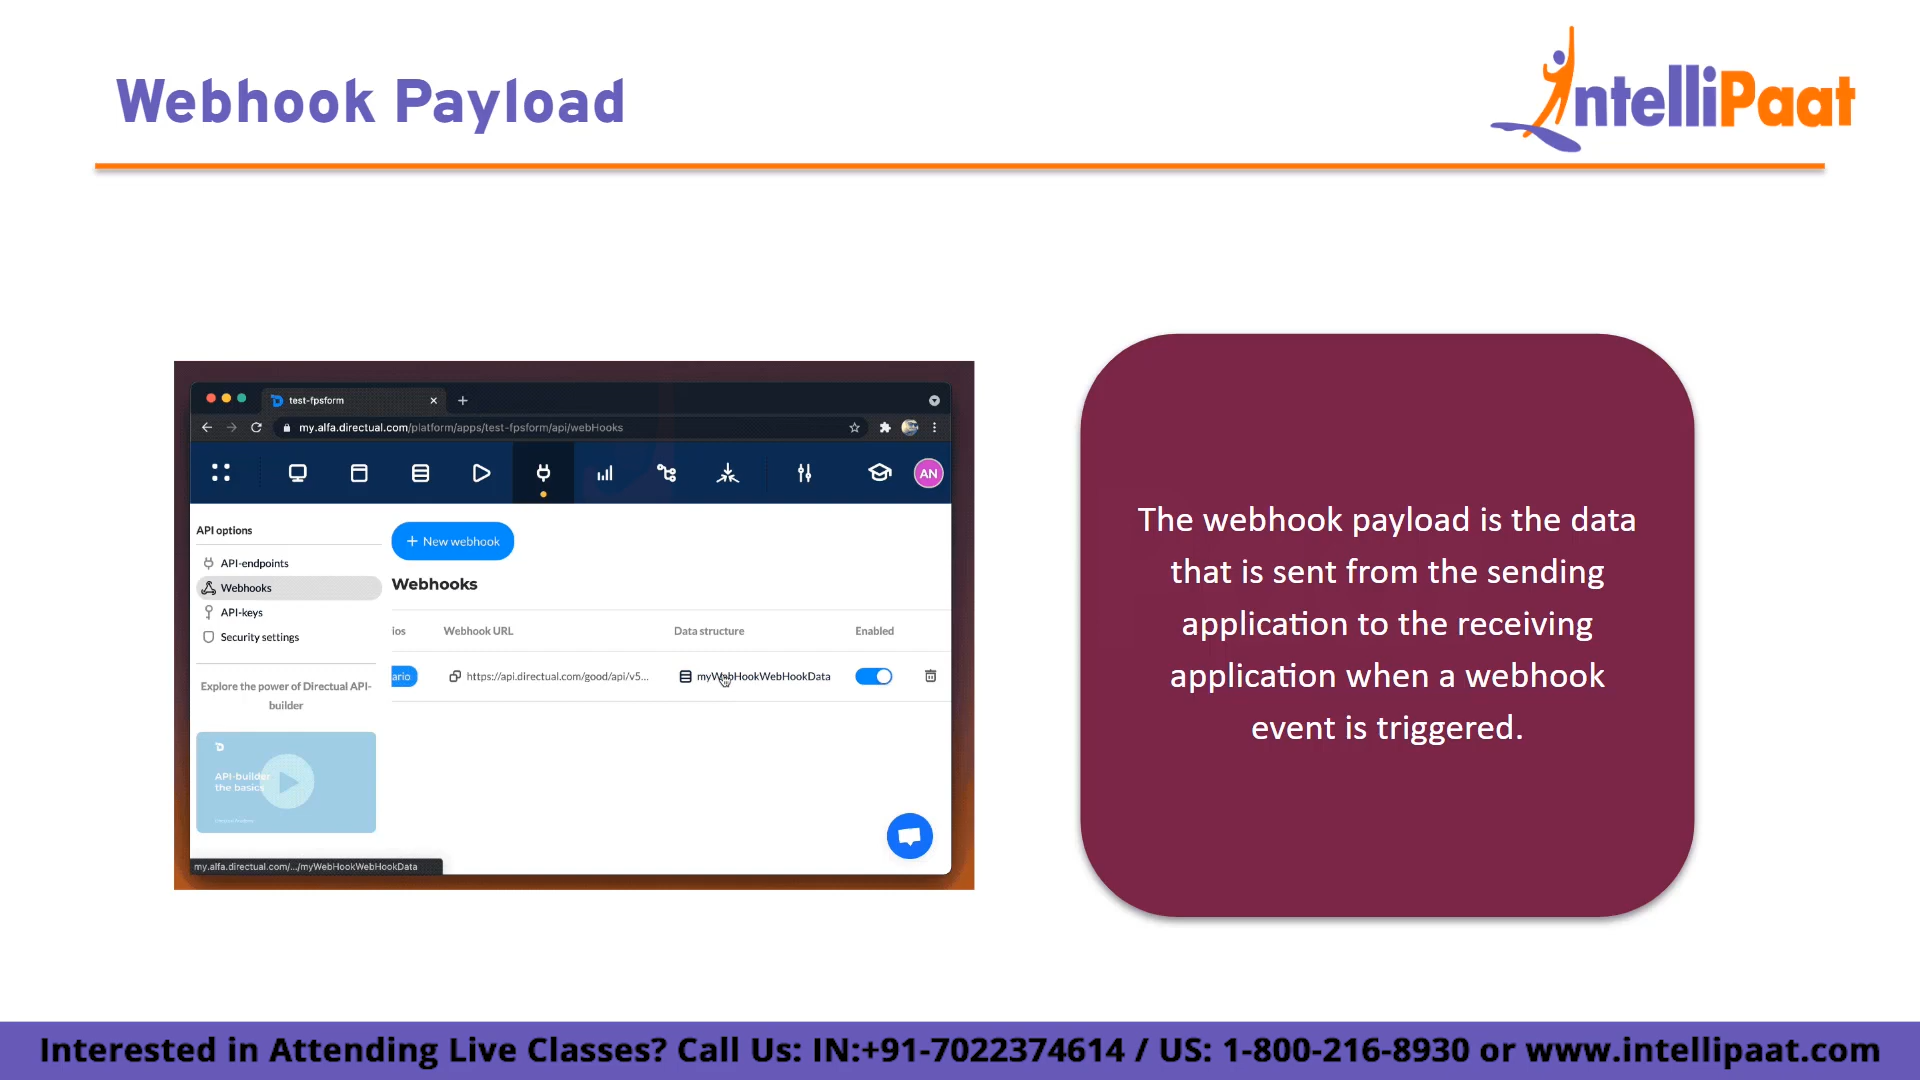 Webhook Payload
IntelliPaat
test-fpsform
my.alfa.directual.com/platform/apps/test-fpsform/api/webHooks
AN
API options
API-endpoints
Webhooks
API-keys
Security settings
Explore the power of Directual API-
builder
API-builder
the basics
+ New webhook
Webhooks
ios Webhook URL Data structure Enabled
ario https://api.directual.com/good/api/v5... myWebHookWebHookData
my.alfa.directual.com/.../myWebHookWebHookData
The webhook payload is the data
that is sent from the sending
application to the receiving
application when a webhook
event is triggered.
Interested in Attending Live Classes? Call Us: IN:+91-7022374614 / US: 1-800-216-8930 or www.intellipaat.com